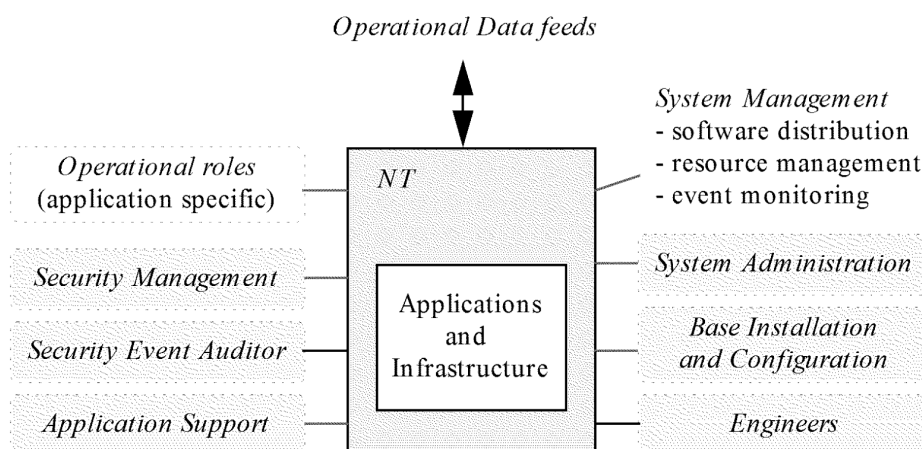 Operational Data feeds
System Management
- software distribution
- resource management
- event monitoring
Operational roles
(application specific)
NT
Security Management
System Administration
Applications
and
Infrastructure
Base Installation
and Configuration
Security Event Auditor
Application Support
Engineers